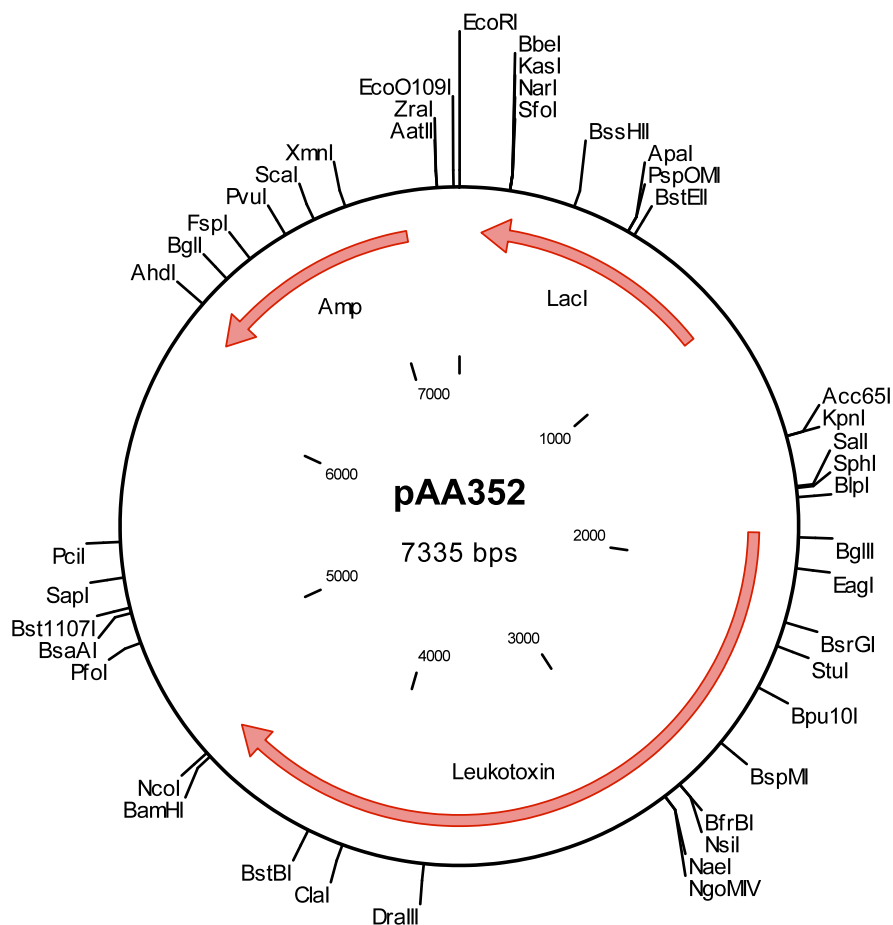 EcoRI
BbeI
KasI
NarI
SfoI
BssHII
ApaI
PspOMI
BstEII
Acc65I
KpnI
SalI
SphI
BlpI
BglII
EagI
BsrGI
StuI
Bpu10I
BspMI
BfrBI
NsiI
NaeI
NgoMIV
DraIII
ClaI
BstBI
BamHI
NcoI
PfoI
BsaAI
Bst1107I
SapI
PciI
AhdI
BglI
FspI
PvuI
ScaI
XmnI
AatII
ZraI
EcoO109I
Amp
LacI
Leukotoxin
7000
1000
6000
2000
5000
3000
4000
pAA352
7335 bps